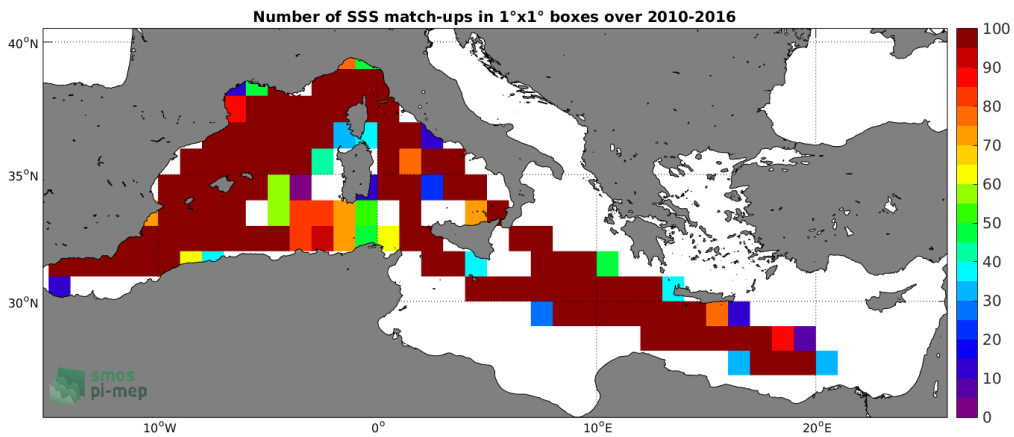 Number of SSS match-ups in 1°x1° boxes over 2010-2016
40°N
35°N
30°N
10°W
0°
10°E
20°E
100
90
80
70
60
50
40
30
20
10
0
smos
pi-mep